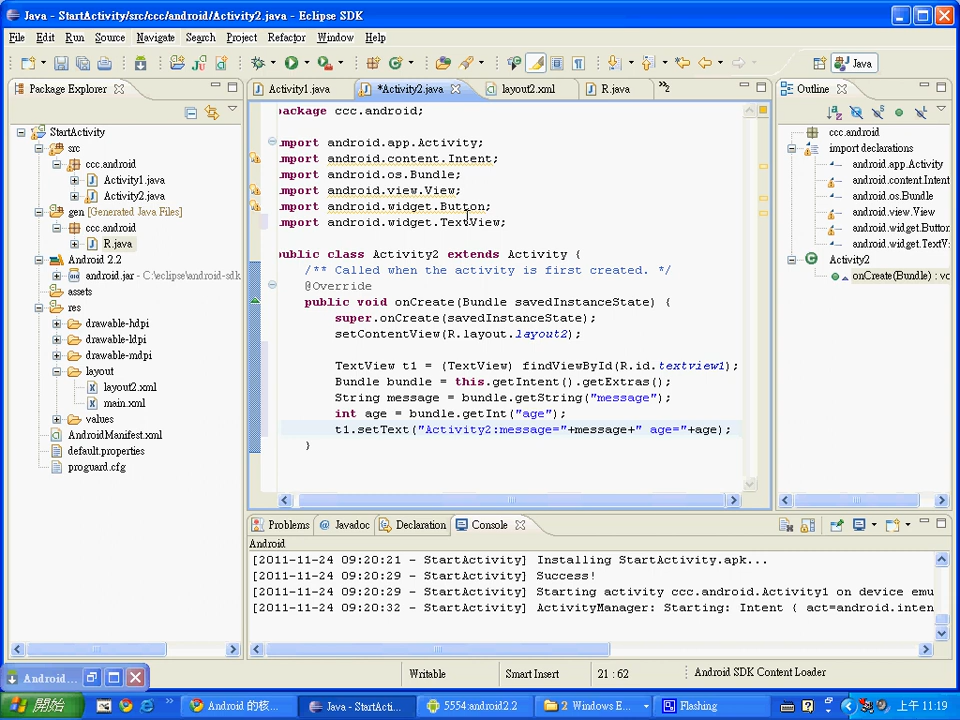 Java - StartActivity/src/ccc/android/Activity2.java - Eclipse SDK
File Edit Run Source Navigate Search Project Refactor Window Help
Java
Package Explorer
StartActivity
src
ccc.android
Activity1.java
Activity2.java
gen [Generated Java Files]
ccc.android
R.java
Android 2.2
android.jar - C:\eclipse\android-sdk
assets
res
drawable-hdpi
drawable-ldpi
drawable-mdpi
layout
layout2.xml
main.xml
values
AndroidManifest.xml
default.properties
proguard.cfg
Activity1.java *Activity2.java layout2.xml R.java »2
package ccc.android;
import android.app.Activity;
import android.content.Intent;
import android.os.Bundle;
import android.view.View;
import android.widget.Button;
import android.widget.TextView;
public class Activity2 extends Activity {
/** Called when the activity is first created. */
@Override
public void onCreate(Bundle savedInstanceState) {
super.onCreate(savedInstanceState);
setContentView(R.layout.layout2);
TextView t1 = (TextView) findViewById(R.id.textview1);
Bundle bundle = this.getIntent().getExtras();
String message = bundle.getString("message");
int age = bundle.getInt("age");
t1.setText("Activity2:message="+message+" age="+age);
}
Outline
ccc.android
import declarations
android.app.Activity
android.content.Intent
android.os.Bundle
android.view.View
android.widget.Button
android.widget.TextV
Activity2
onCreate(Bundle) : vo
Problems @ Javadoc Declaration Console
Android
[2011-11-24 09:20:21 - StartActivity] Installing StartActivity.apk...
[2011-11-24 09:20:29 - StartActivity] Success!
[2011-11-24 09:20:29 - StartActivity] Starting activity ccc.android.Activity1 on device emu
[2011-11-24 09:20:32 - StartActivity] ActivityManager: Starting: Intent { act=android.inten
Android...
Writable Smart Insert 21 : 62 Android SDK Content Loader
開始 Android 的核... Java - StartActi... 5554:android2.2 2 Windows E... Flashing 上午 11:19